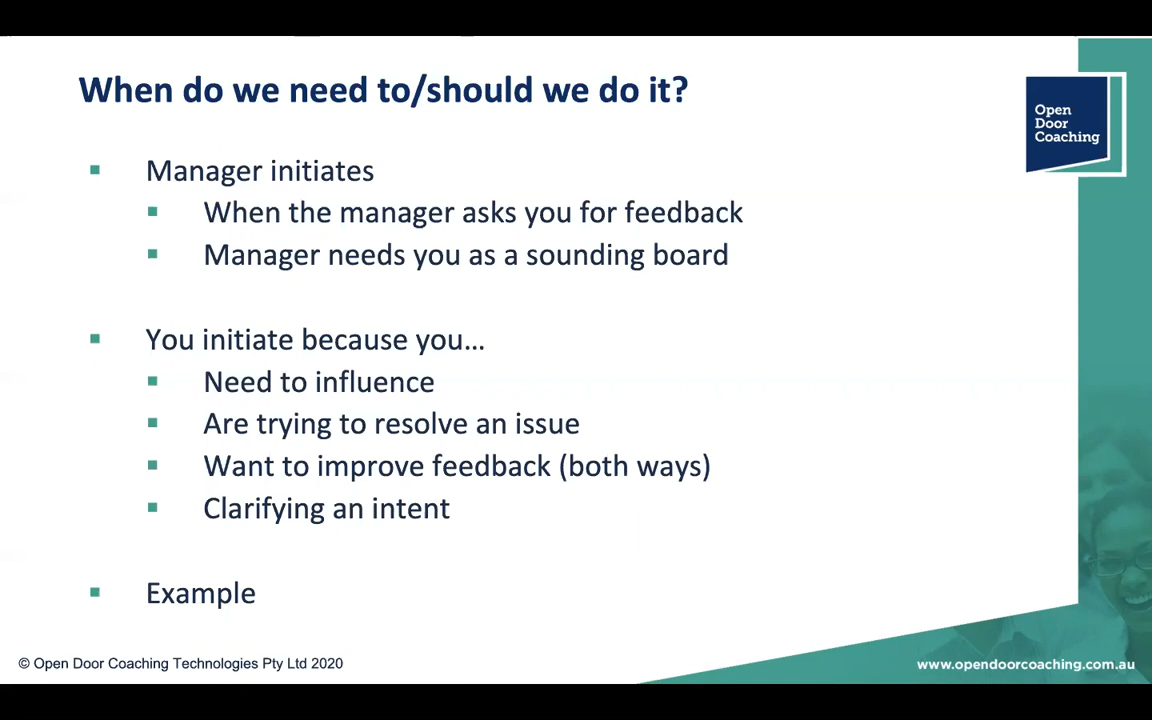 When do we need to/should we do it?
Open
Door
Coaching
Manager initiates
When the manager asks you for feedback
Manager needs you as a sounding board
You initiate because you...
Need to influence
Are trying to resolve an issue
Want to improve feedback (both ways)
Clarifying an intent
Example
© Open Door Coaching Technologies Pty Ltd 2020
www.opendoorcoaching.com.au